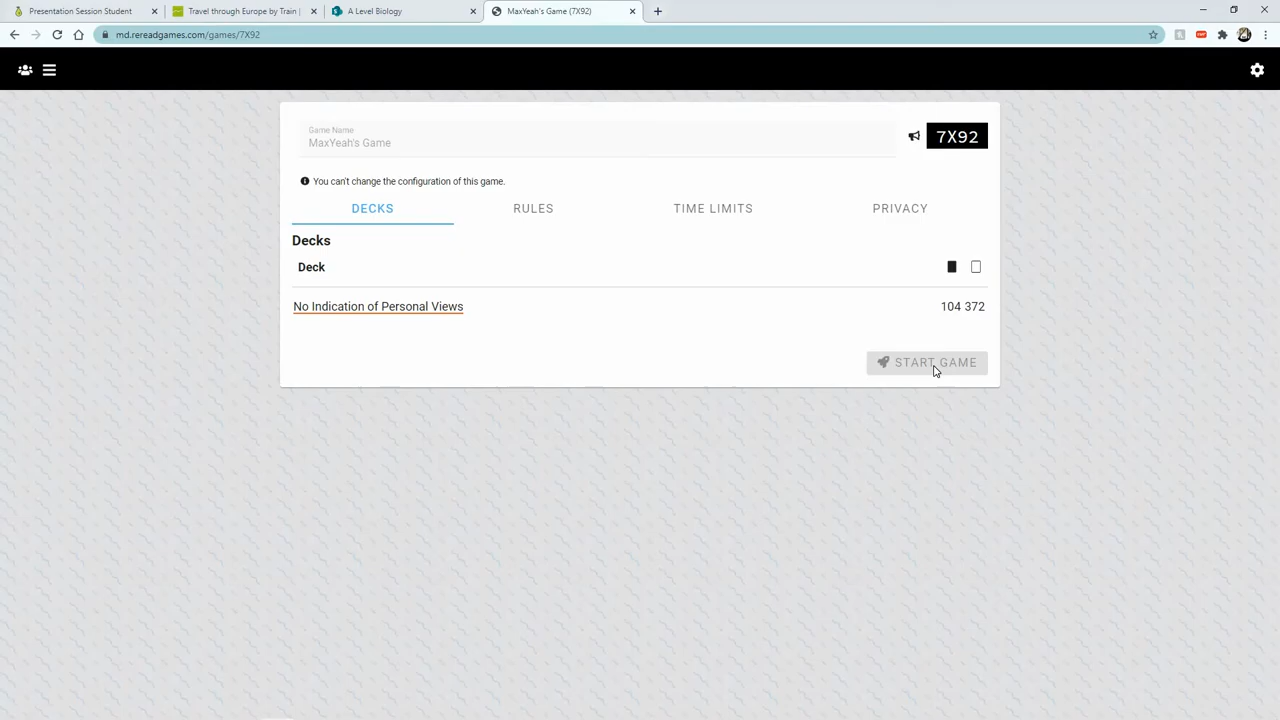 Presentation Session Student
Travel through Europe by Train |
A Level Biology
MaxYeah's Game (7X92)
md.rereadgames.com/games/7X92
Game Name
MaxYeah's Game
7X92
You can't change the configuration of this game.
DECKS RULES TIME LIMITS PRIVACY
Decks
Deck
No Indication of Personal Views 104 372
START GAME